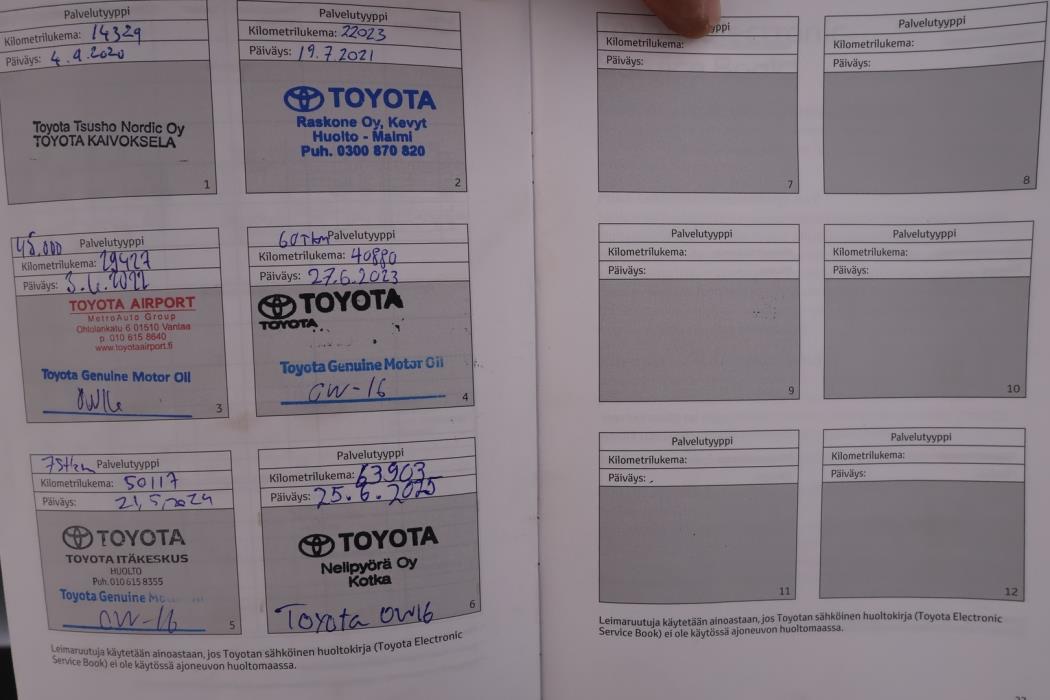 Palvelutyyppi
Kilometrilukema: 14329
Päiväys: 4.9.2020
Toyota Tsusho Nordic Oy
TOYOTA KAIVOKSELA
1
Palvelutyyppi
Kilometrilukema: 22023
Päiväys: 19.7.2021
TOYOTA
Raskone Oy, Kevyt
Huolto - Malmi
Puh. 0300 870 820
2
45.000 Palvelutyyppi
Kilometrilukema: 29427
Päiväys: 3.6.2022
TOYOTA AIRPORT
MetroAuto Group
Ohtolankatu 6 01510 Vantaa
p. 010 615 8640
www.toyotaairport.fi
Toyota Genuine Motor Oil
0W16
3
60Tkm Palvelutyyppi
Kilometrilukema: 40880
Päiväys: 27.6.2023
TOYOTA
TOYOTA
Toyota Genuine Motor Oil
0W-16
4
75tkm Palvelutyyppi
Kilometrilukema: 50117
Päiväys: 21,5,2024
TOYOTA
TOYOTA ITÄKESKUS
HUOLTO
Puh. 010 615 8355
Toyota Genuine
0W-16
5
Palvelutyyppi
Kilometrilukema: 63903
Päiväys: 25.6.2025
TOYOTA
Nelipyörä Oy
Kotka
Toyota 0W16
6
Leimaruutuja käytetään ainoastaan, jos Toyotan sähköinen huoltokirja (Toyota Electronic
Service Book) ei ole käytössä ajoneuvon huoltomaassa.
Kilometrilukema:
Päiväys:
7
Palvelutyyppi
Kilometrilukema:
Päiväys:
8
Palvelutyyppi
Kilometrilukema:
Päiväys:
9
Palvelutyyppi
Kilometrilukema:
Päiväys:
10
Palvelutyyppi
Kilometrilukema:
Päiväys:
11
Palvelutyyppi
Kilometrilukema:
Päiväys:
12
Leimaruutuja käytetään ainoastaan, jos Toyotan sähköinen huoltokirja (Toyota Electronic
Service Book) ei ole käytössä ajoneuvon huoltomaassa.